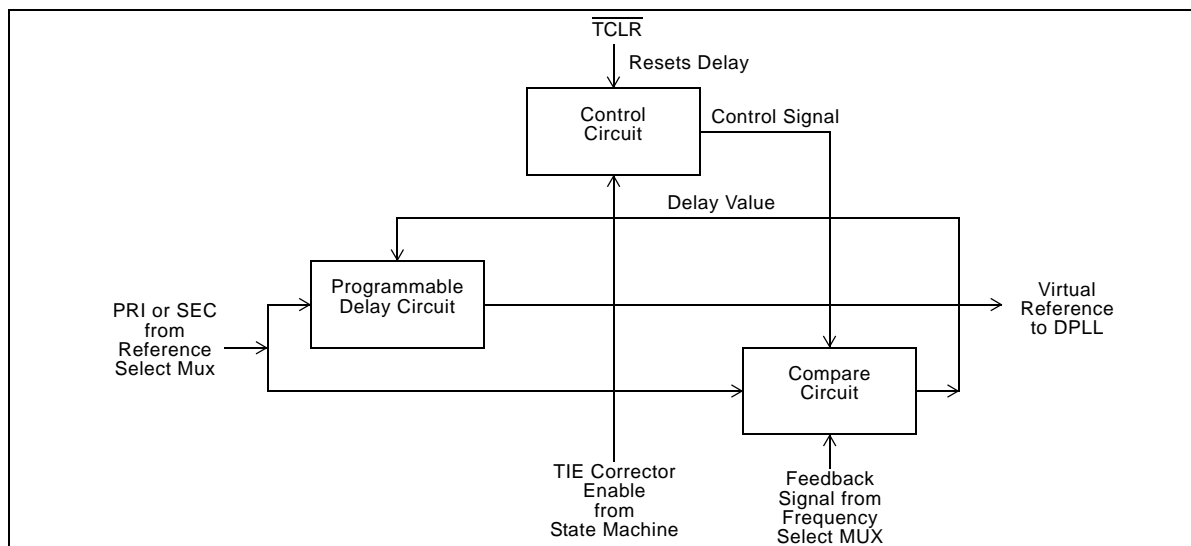 TCLR
Resets Delay
Control
Circuit
Control Signal
Delay Value
Programmable
Delay Circuit
PRI or SEC
from
Reference
Select Mux
Virtual
Reference
to DPLL
Compare
Circuit
TIE Corrector
Enable
from
State Machine
Feedback
Signal from
Frequency
Select MUX